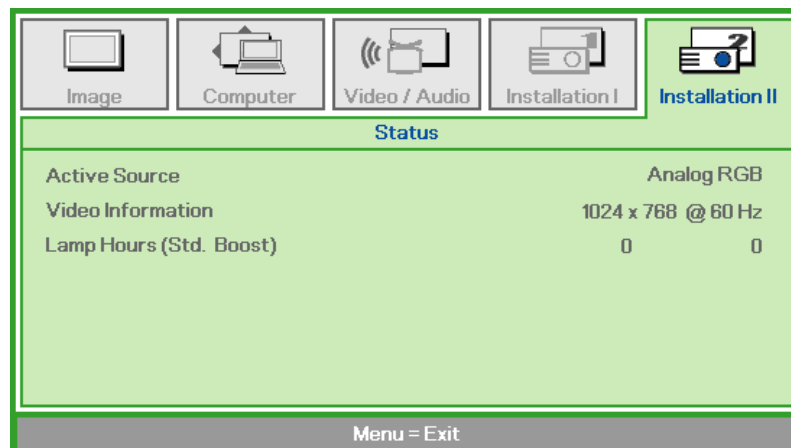 Image Computer Video / Audio Installation I Installation II
Status
Active Source Analog RGB
Video Information 1024 x 768 @ 60 Hz
Lamp Hours (Std. Boost) 0 0
Menu = Exit